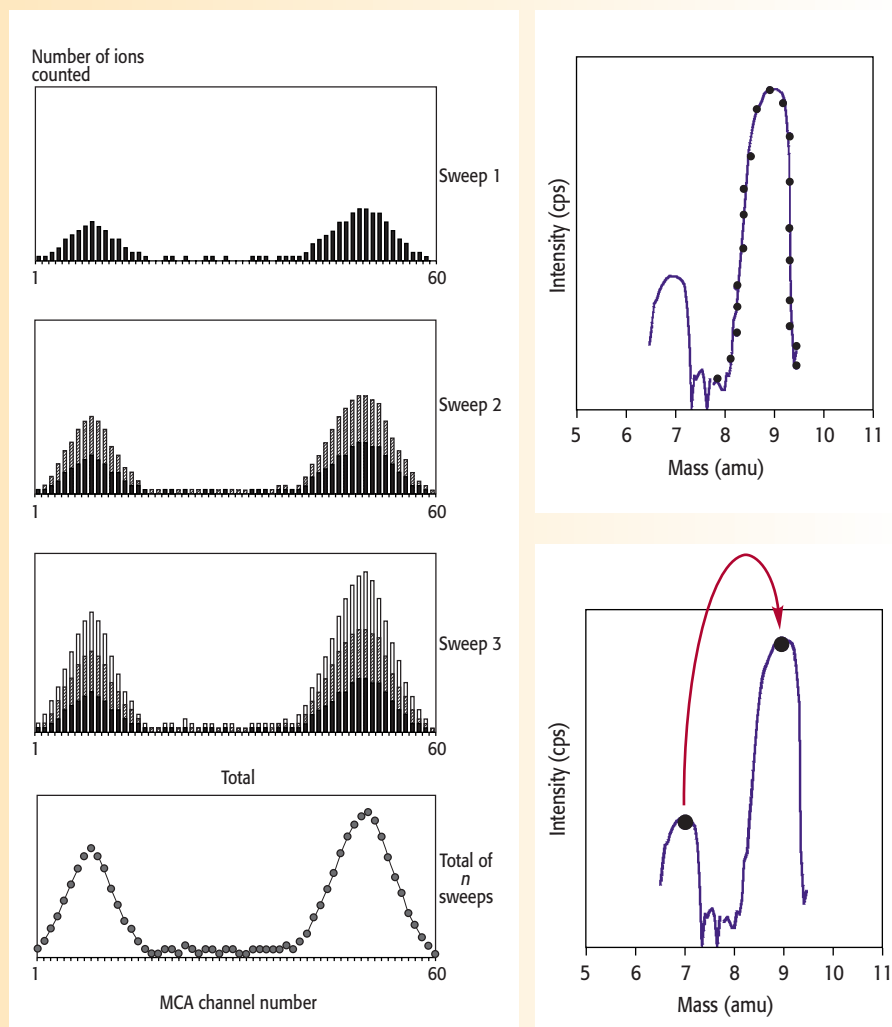 Number of ions
counted
Sweep 1
1
60
Sweep 2
1
60
Sweep 3
1
60
Total
Total of
n
sweeps
1
60
MCA channel number
Intensity (cps)
5 6 7 8 9 10 11
Mass (amu)
Intensity (cps)
5 6 7 8 9 10 11
Mass (amu)